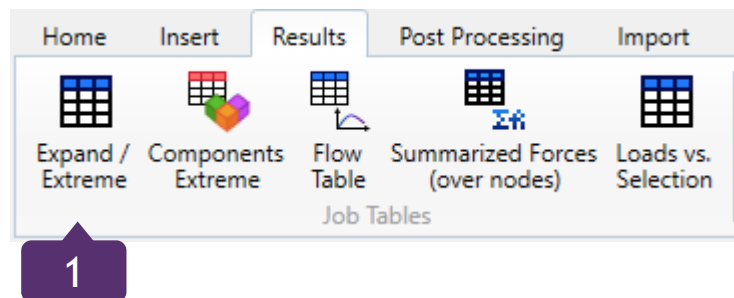 Home Insert Results Post Processing Import
Expand / Components Flow Summarized Forces Loads vs.
Extreme Extreme Table (over nodes) Selection
Job Tables
1